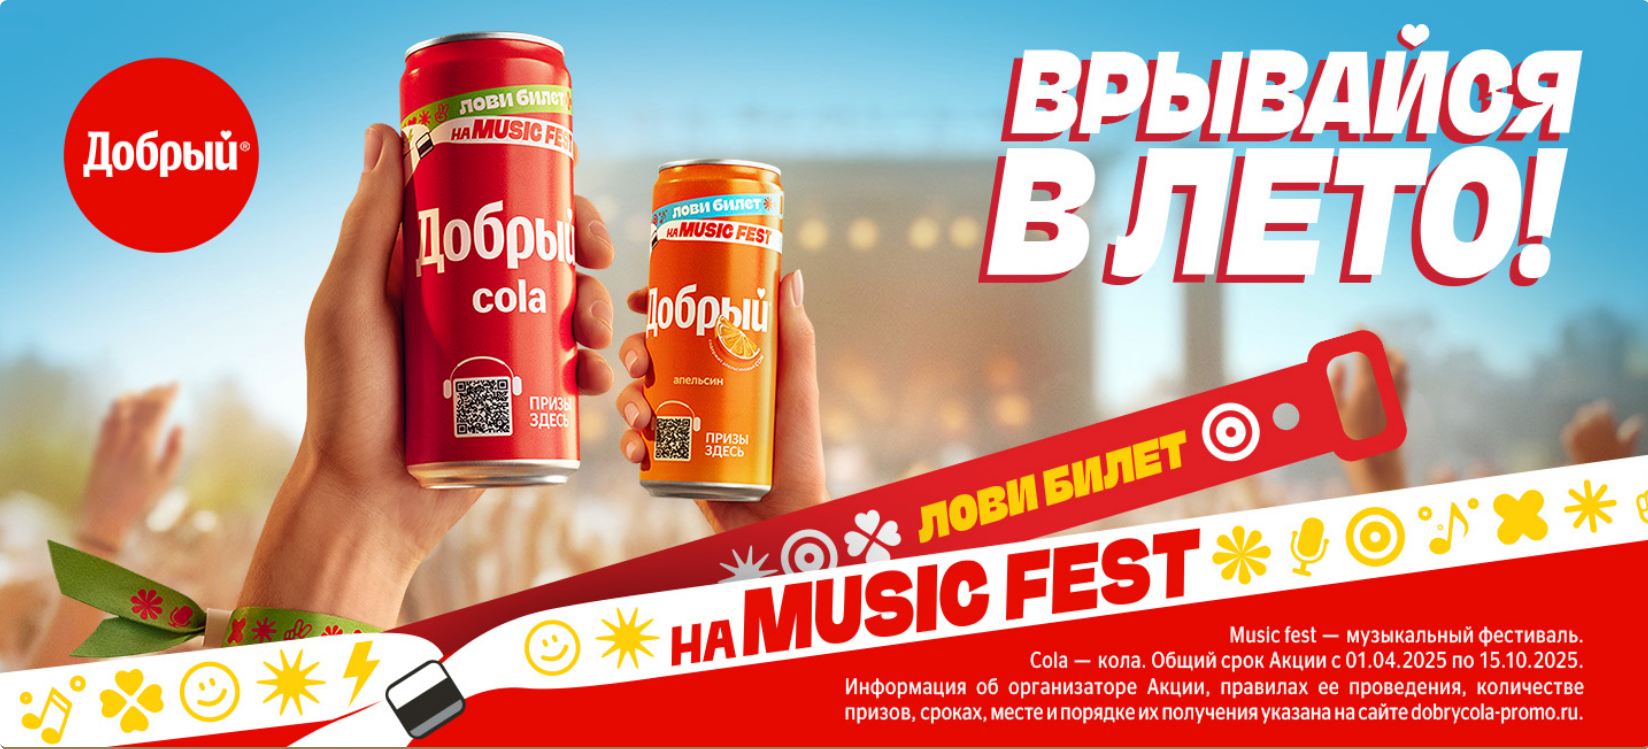 Добрый®
ЛОВИ БИЛЕТ
НА MUSIC FEST
Добрый
cola
ПРИЗЫ
ЗДЕСЬ
ЛОВИ БИЛЕТ
НА MUSIC FEST
Добрый
апельсин
ПРИЗЫ
ЗДЕСЬ
ВРЫВАЙСЯ
В ЛЕТО!
ЛОВИ БИЛЕТ
НА MUSIC FEST
Music fest — музыкальный фестиваль.
Cola — кола. Общий срок Акции с 01.04.2025 по 15.10.2025.
Информация об организаторе Акции, правилах ее проведения, количестве
призов, сроках, месте и порядке их получения указана на сайте dobrycola-promo.ru.